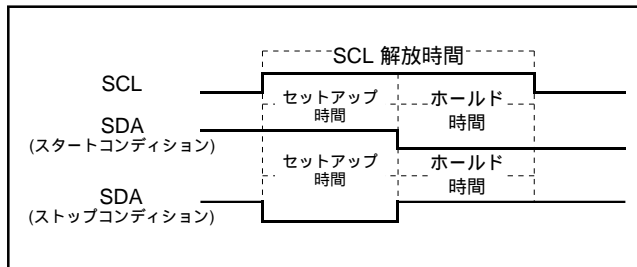 SCL 解放時間
SCL
セットアップ
時間
ホールド
時間
SDA
(スタートコンディション)
セットアップ
時間
ホールド
時間
SDA
(ストップコンディション)